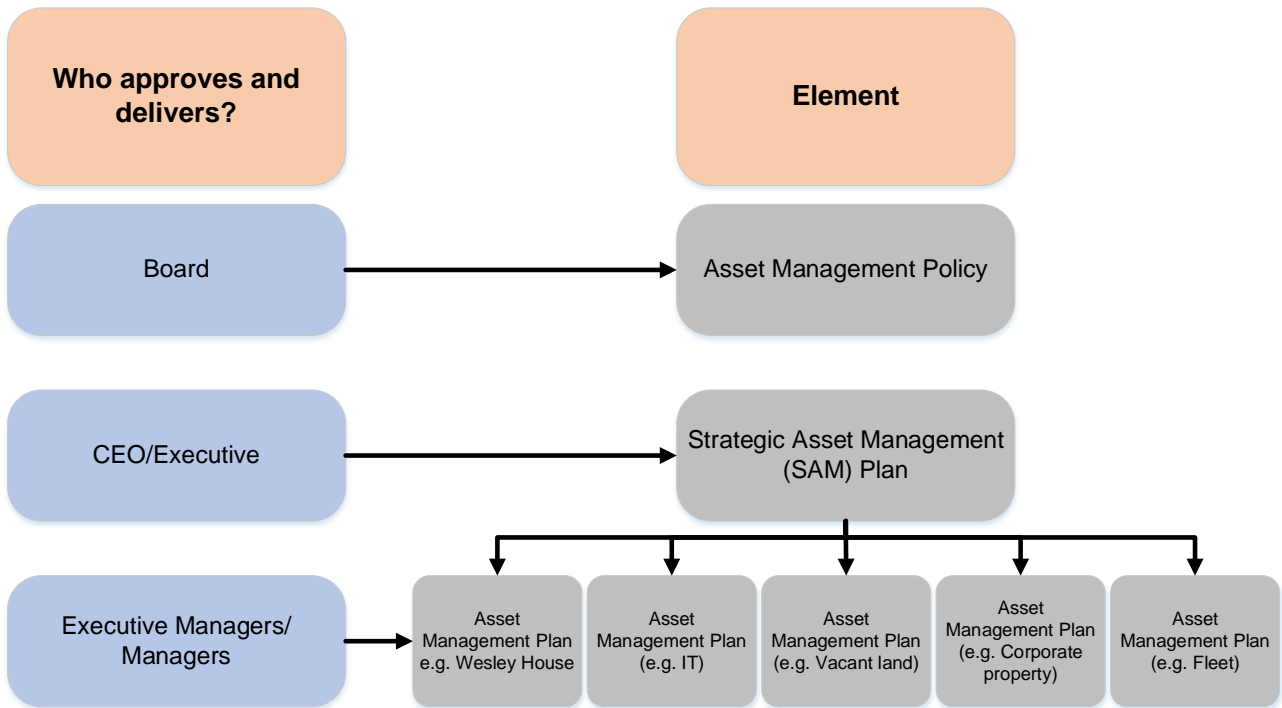 Who approves and
delivers?
Element
Board
Asset Management Policy
CEO/Executive
Strategic Asset Management
(SAM) Plan
Executive Managers/
Managers
Asset
Management Plan
e.g. Wesley House
Asset
Management Plan
(e.g. IT)
Asset
Management Plan
(e.g. Vacant land)
Asset
Management Plan
(e.g. Corporate
property)
Asset
Management Plan
(e.g. Fleet)